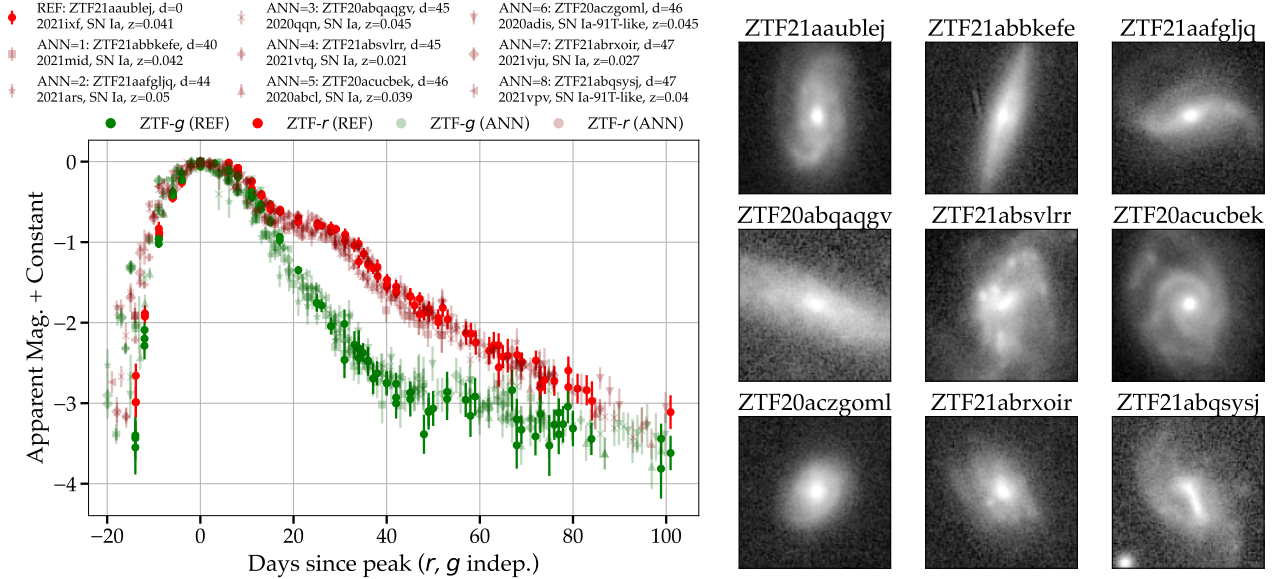 REF: ZTF21aaublej, d=0
2021ixf, SN Ia, z=0.041
ANN=1: ZTF21abbkefe, d=40
2021mid, SN Ia, z=0.042
ANN=2: ZTF21aafgljq, d=44
2021ars, SN Ia, z=0.05
ANN=3: ZTF20abqaqgv, d=45
2020qqn, SN Ia, z=0.045
ANN=4: ZTF21absvlrr, d=45
2021vtq, SN Ia, z=0.021
ANN=5: ZTF20acucbek, d=46
2020abcl, SN Ia, z=0.039
ANN=6: ZTF20aczgoml, d=46
2020adis, SN Ia-91T-like, z=0.045
ANN=7: ZTF21abrxoir, d=47
2021vju, SN Ia, z=0.027
ANN=8: ZTF21abqsysj, d=47
2021vpv, SN Ia-91T-like, z=0.04
ZTF-g (REF) ZTF-r (REF) ZTF-g (ANN) ZTF-r (ANN)
Apparent Mag. + Constant
0
−1
−2
−3
−4
−20 0 20 40 60 80 100
Days since peak (r, g indep.)
ZTF21aaublej ZTF21abbkefe ZTF21aafgljq
ZTF20abqaqgv ZTF21absvlrr ZTF20acucbek
ZTF20aczgoml ZTF21abrxoir ZTF21abqsysj